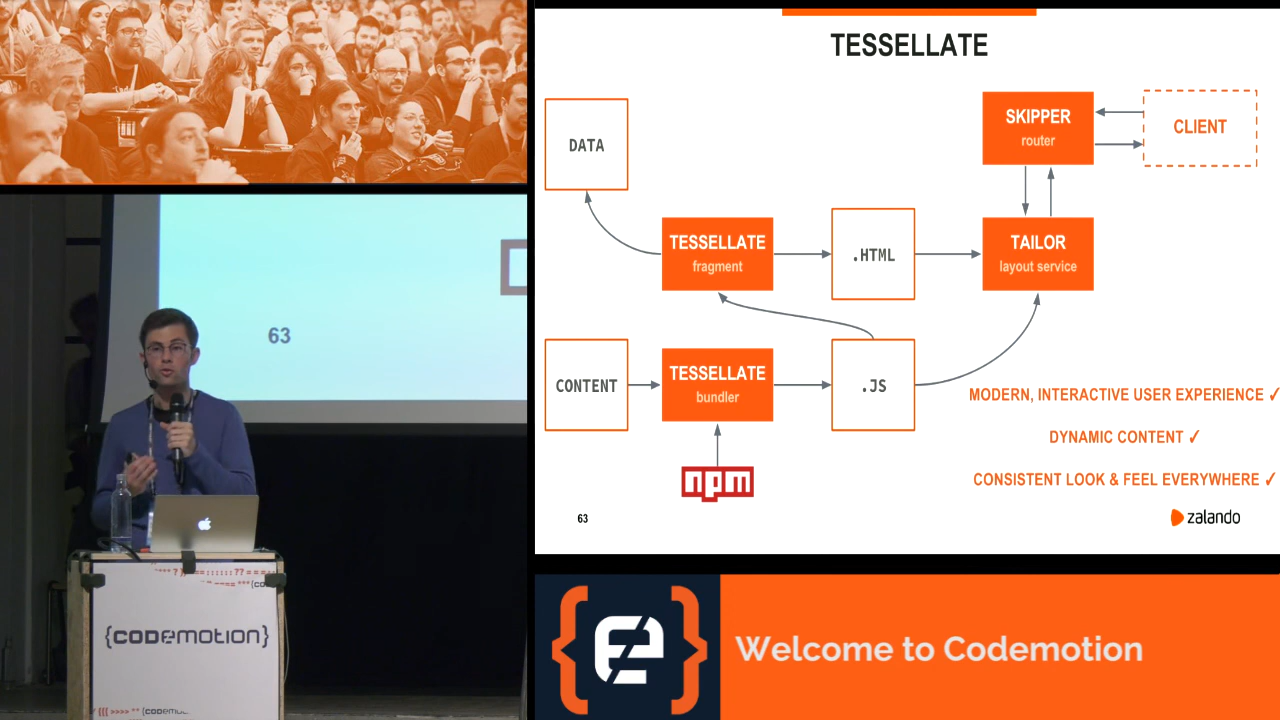 TESSELLATE
DATA
SKIPPER
router
CLIENT
TESSELLATE
fragment
.HTML
TAILOR
layout service
CONTENT
TESSELLATE
bundler
.JS
npm
MODERN, INTERACTIVE USER EXPERIENCE ✓
DYNAMIC CONTENT ✓
CONSISTENT LOOK & FEEL EVERYWHERE ✓
63
zalando
63
{CODEMOTION}
Welcome to Codemotion